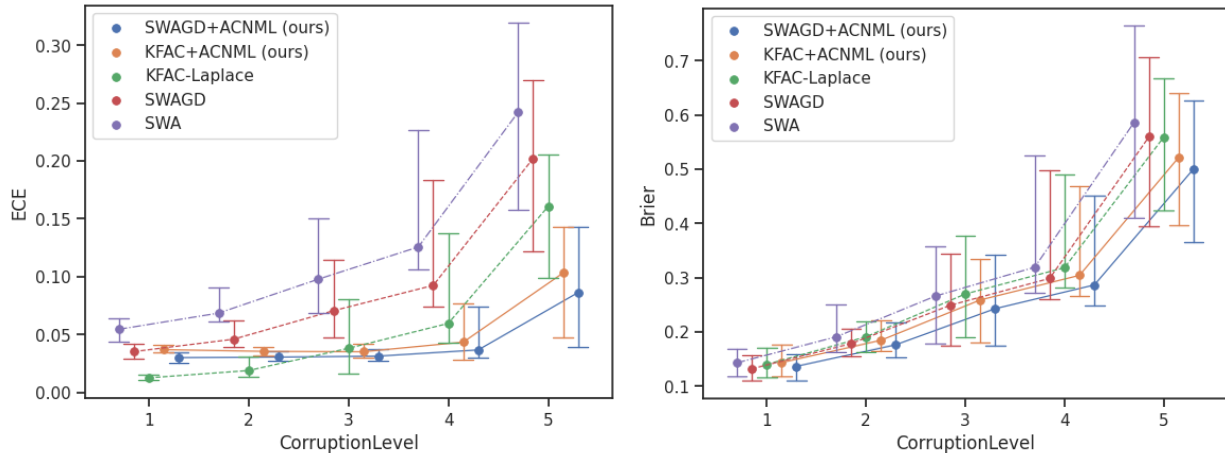 SWAGD+ACNML (ours)
KFAC+ACNML (ours)
KFAC-Laplace
SWAGD
SWA
0.30
0.25
0.20
0.15
0.10
0.05
0.00
ECE
1 2 3 4 5
CorruptionLevel
SWAGD+ACNML (ours)
KFAC+ACNML (ours)
KFAC-Laplace
SWAGD
SWA
0.7
0.6
0.5
0.4
0.3
0.2
0.1
Brier
1 2 3 4 5
CorruptionLevel